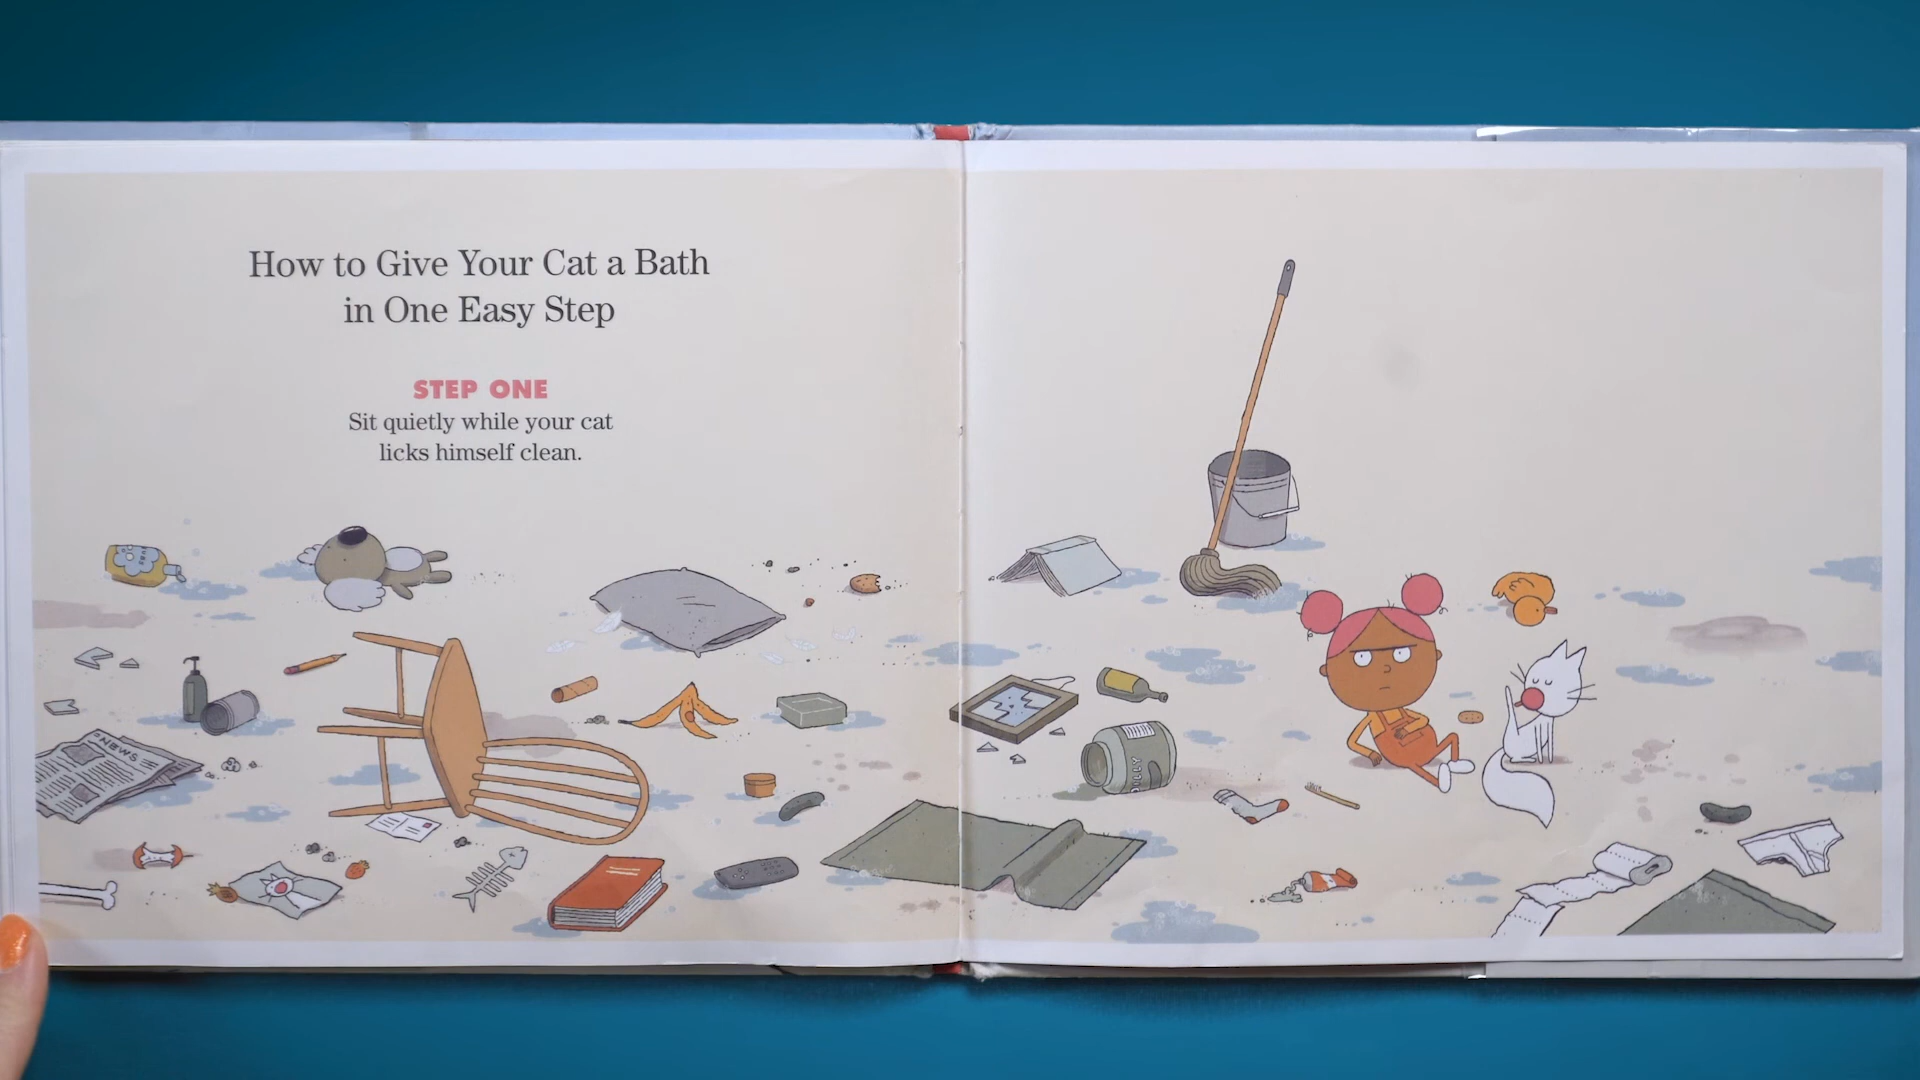 How to Give Your Cat a Bath
in One Easy Step
STEP ONE
Sit quietly while your cat
licks himself clean.
NEWS